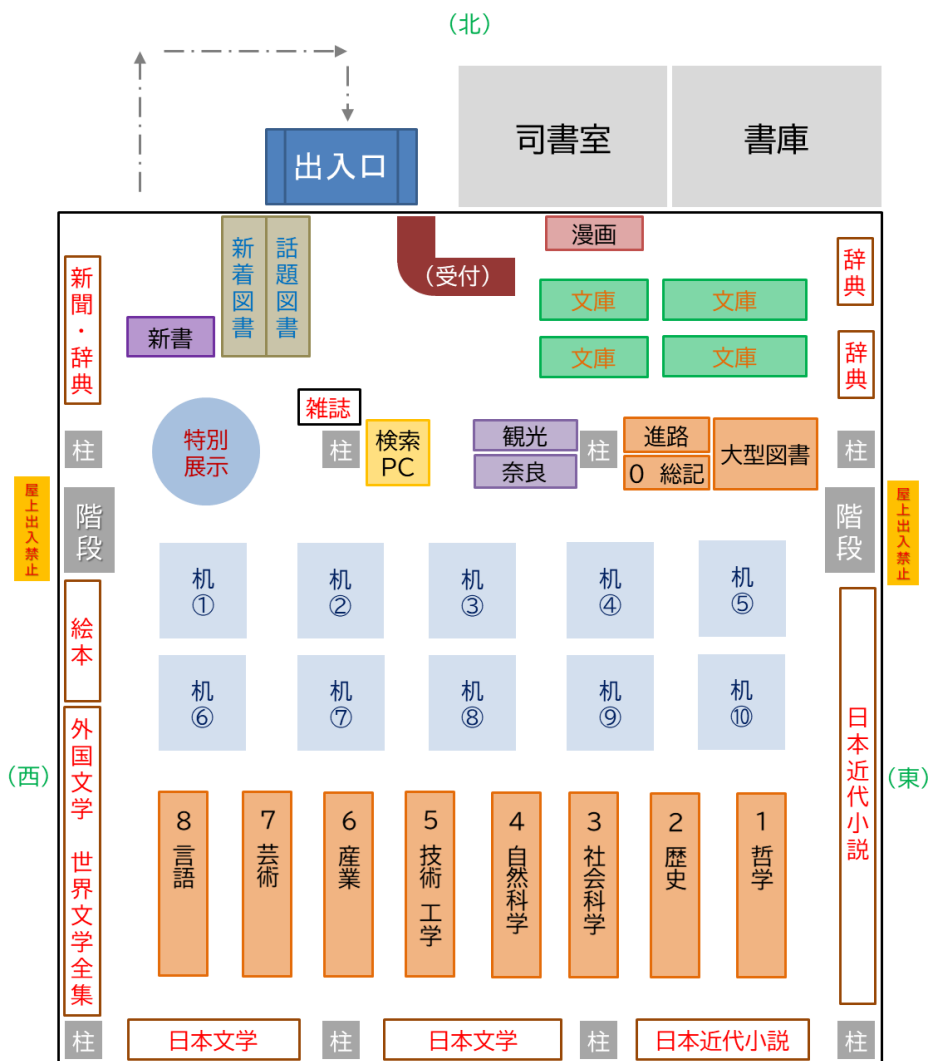 （北）
司書室
書庫
出入口
新着図書
話題図書
（受付）
漫画
新聞・辞典
辞典
新書
文庫
文庫
文庫
文庫
辞典
雑誌
柱
特別
展示
柱
検索
PC
観光
奈良
柱
進路
0 総記
大型図書
柱
屋上出入禁止
階段
階段
屋上出入禁止
机
①
机
②
机
③
机
④
机
⑤
絵本
机
⑥
机
⑦
机
⑧
机
⑨
机
⑩
（西）
外国文学 世界文学全集
日本近代小説
（東）
8 言語
7 芸術
6 産業
5 技術 工学
4 自然科学
3 社会科学
2 歴史
1 哲学
柱
日本文学
柱
日本文学
柱
日本近代小説
柱